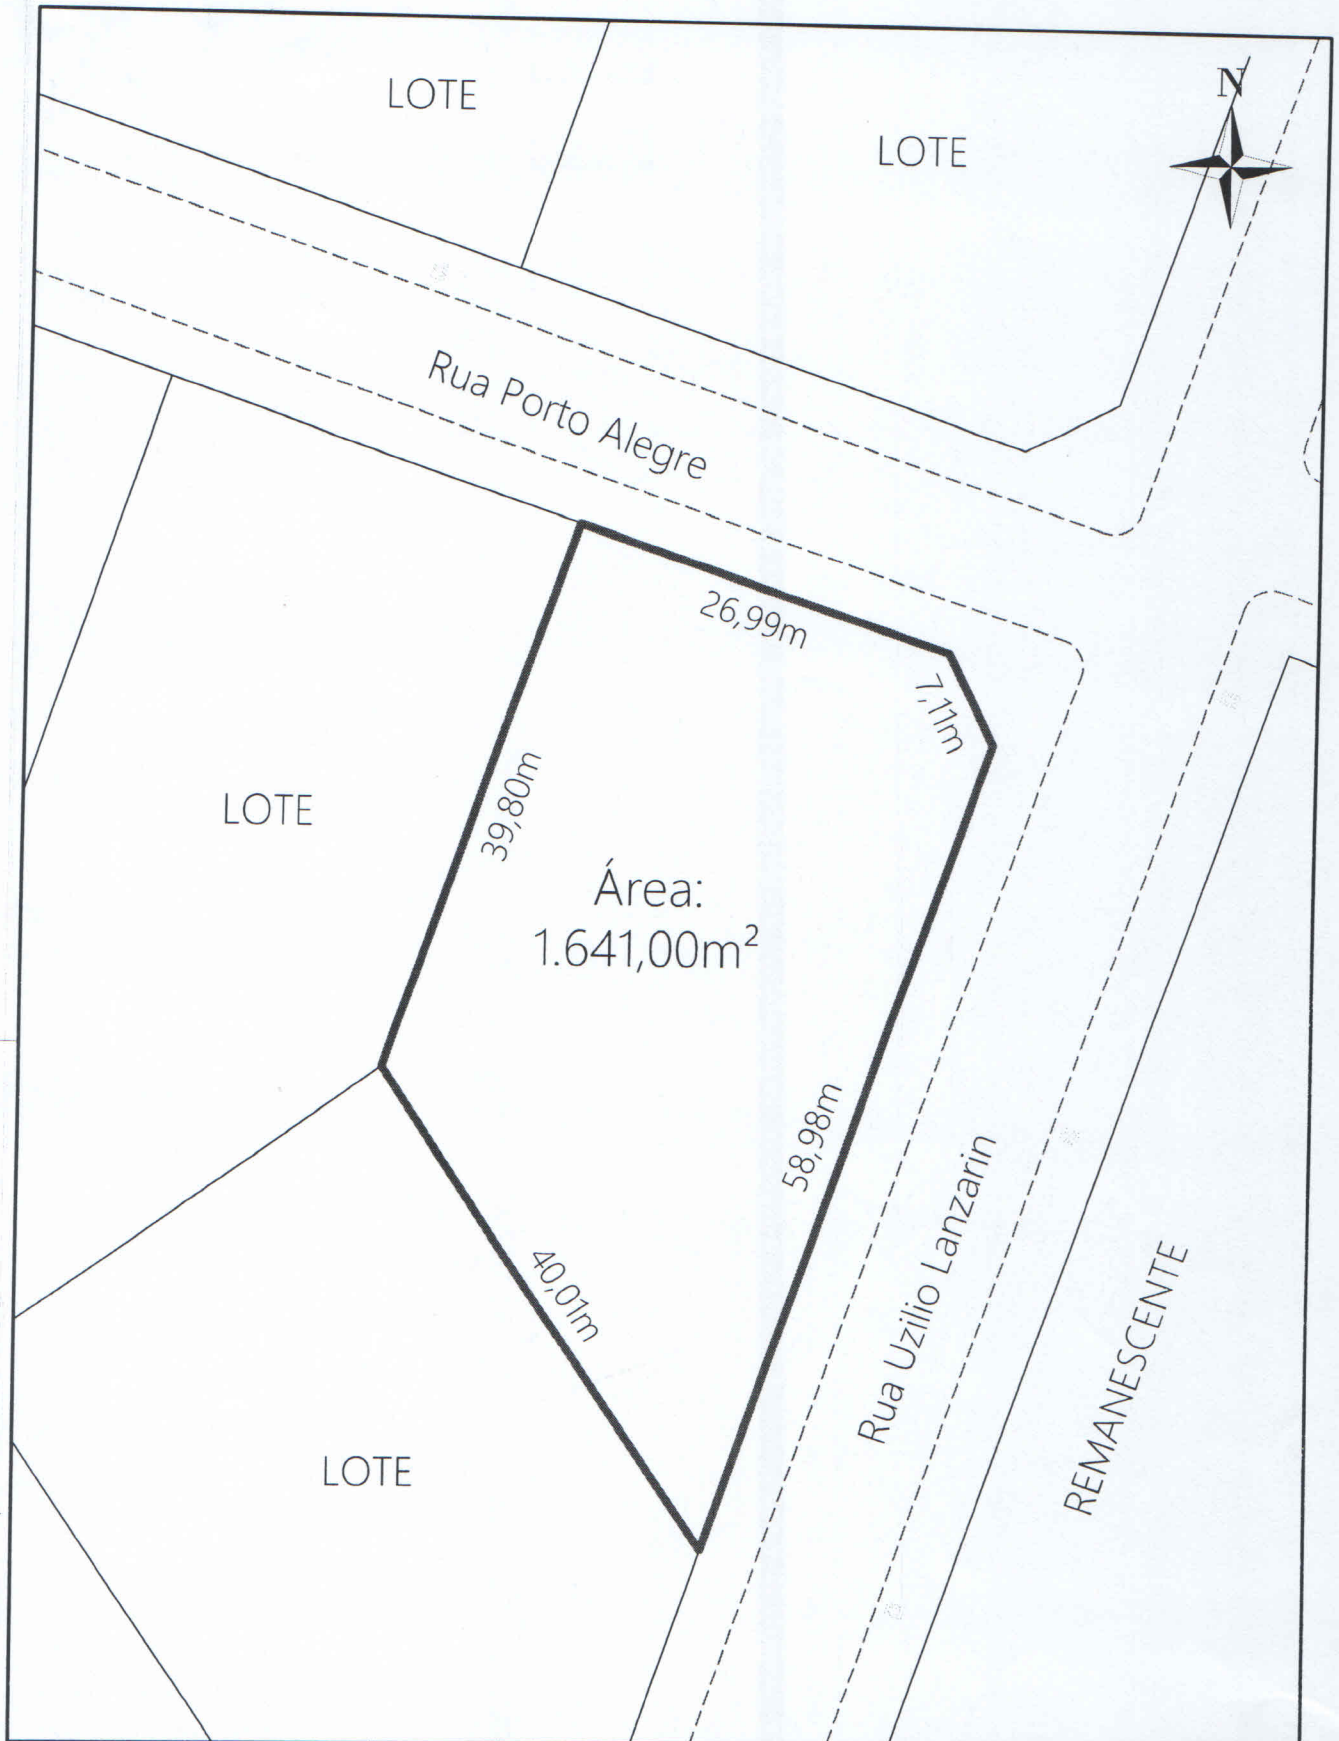 LOTE
LOTE
N
Rua Porto Alegre
26,99m
7,11m
39,80m
LOTE
Área:
1.641,00m²
58,98m
40,01m
Rua Uzilio Lanzarin
REMANESCENTE
LOTE